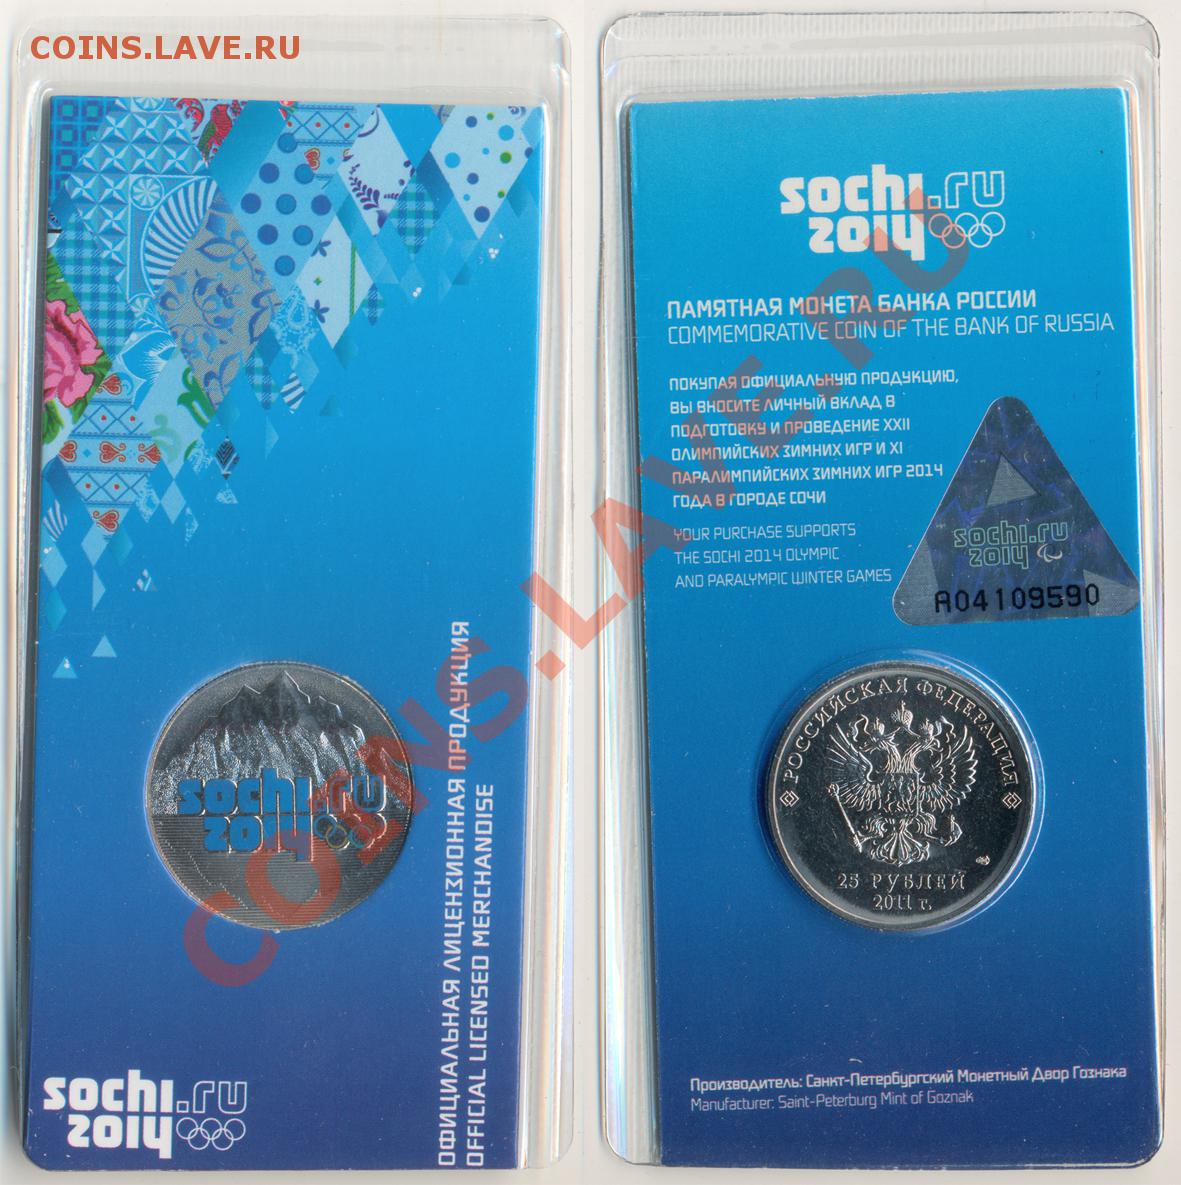 COINS.LAVE.RU
sochi.ru
2014
ОФИЦИАЛЬНАЯ ЛИЦЕНЗИОННАЯ ПРОДУКЦИЯ
OFFICIAL LICENSED MERCHANDISE
sochi.ru
2014
sochi.ru
2014
ПАМЯТНАЯ МОНЕТА БАНКА РОССИИ
COMMEMORATIVE COIN OF THE BANK OF RUSSIA
ПОКУПАЯ ОФИЦИАЛЬНУЮ ПРОДУКЦИЮ,
ВЫ ВНОСИТЕ ЛИЧНЫЙ ВКЛАД В
ПОДГОТОВКУ И ПРОВЕДЕНИЕ XXII
ОЛИМПИЙСКИХ ЗИМНИХ ИГР И XI
ПАРАЛИМПИЙСКИХ ЗИМНИХ ИГР 2014
ГОДА В ГОРОДЕ СОЧИ
YOUR PURCHASE SUPPORTS
THE SOCHI 2014 OLYMPIC
AND PARALYMPIC WINTER GAMES
sochi.ru
2014
A04109590
РОССИЙСКАЯ ФЕДЕРАЦИЯ
25 РУБЛЕЙ
2011 г.
Производитель: Санкт-Петербургский Монетный Двор Гознака
Manufacturer: Saint-Peterburg Mint of Goznak
COINS.LAVE.RU